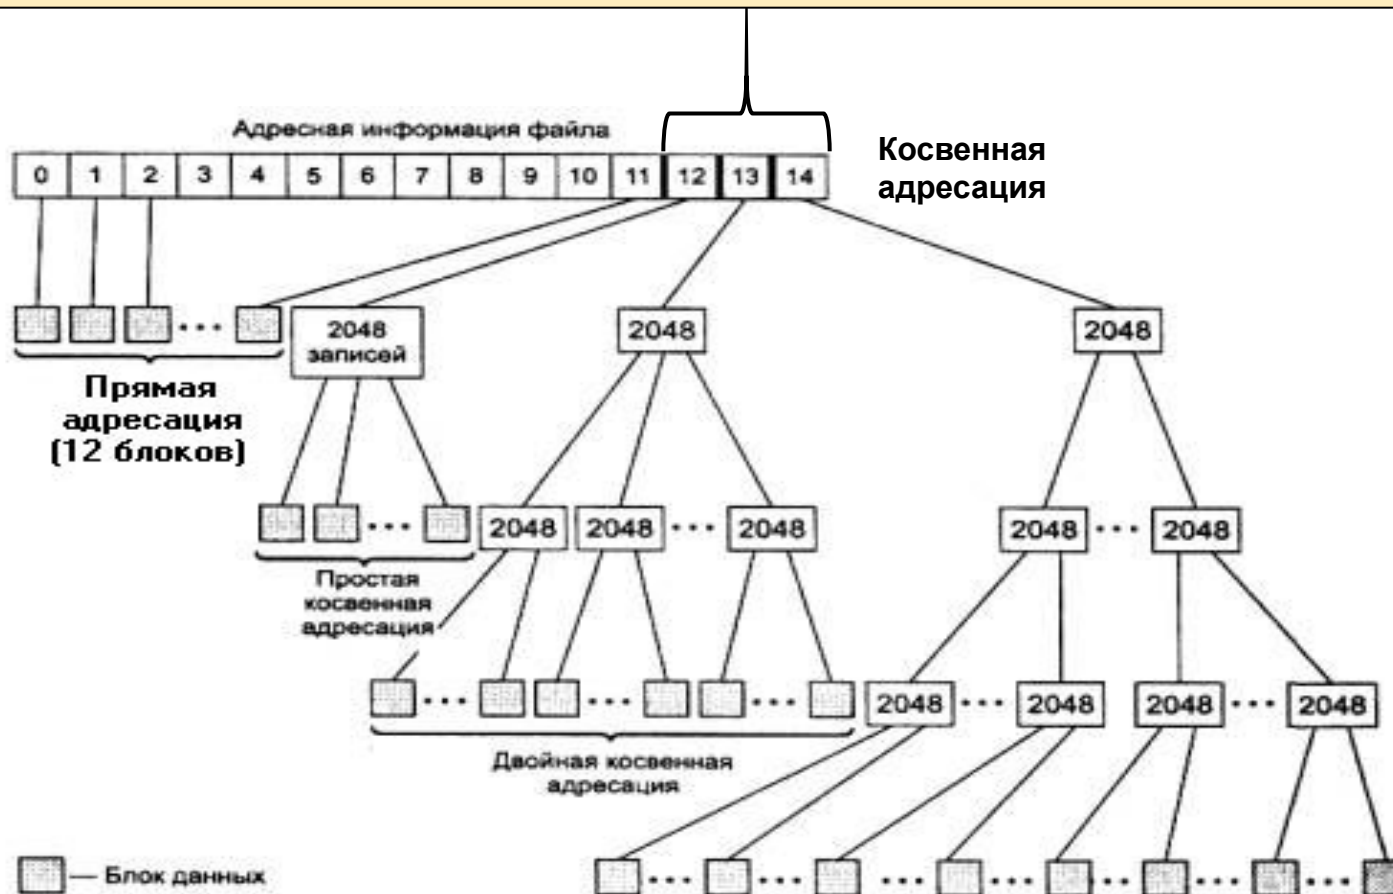 Адресная информация файла
Косвенная
адресация
0 1 2 3 4 5 6 7 8 9 10 11 12 13 14
2048
записей
2048
2048
Прямая
адресация
(12 блоков)
2048 2048 2048 2048 2048
Простая
косвенная
адресация
2048 2048 2048 2048
Двойная косвенная
адресация
— Блок данных